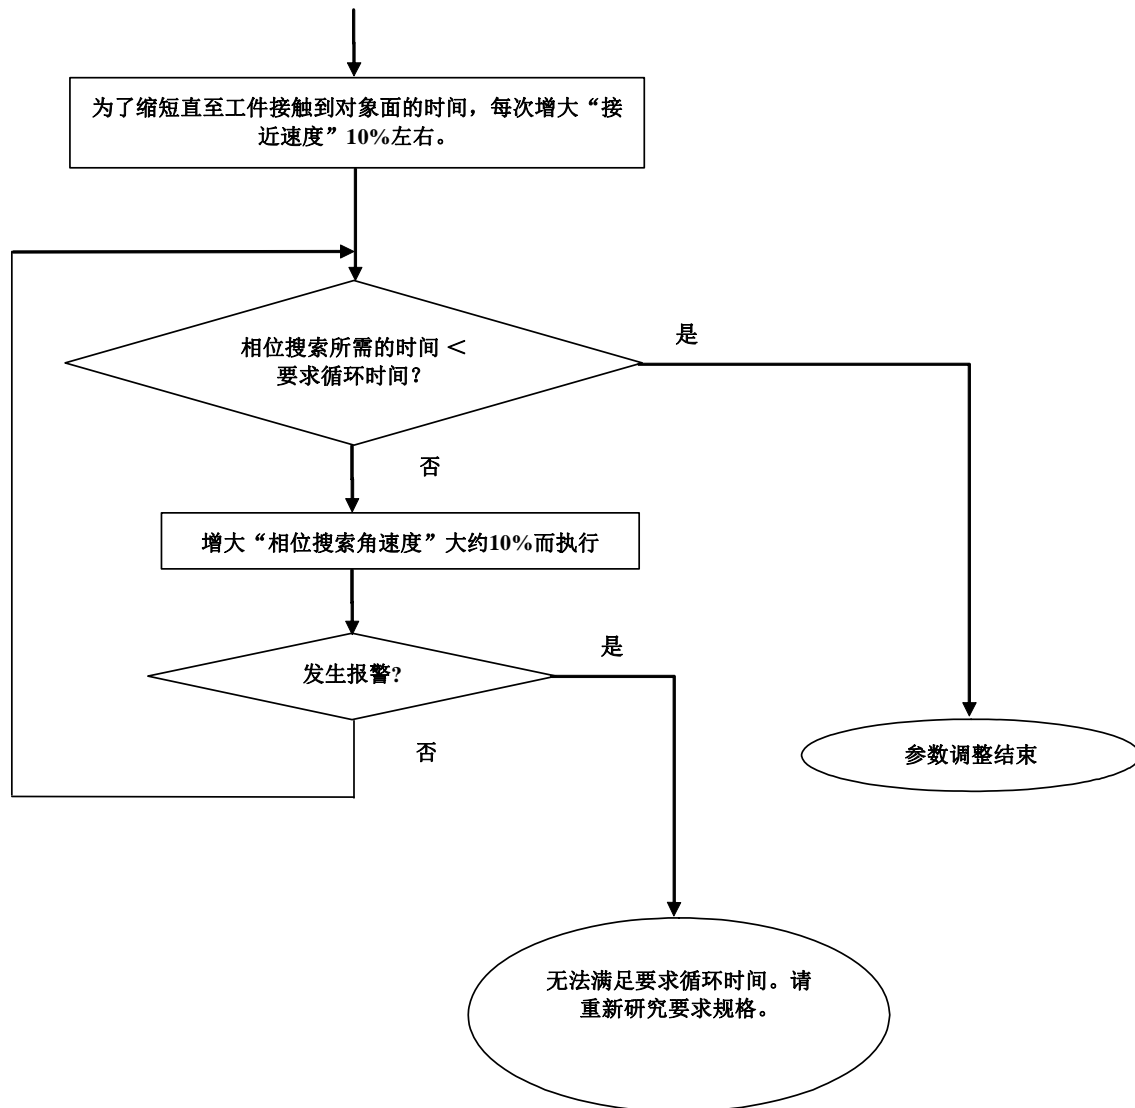 为了缩短直至工件接触到对象面的时间，每次增大“接
近速度”10%左右。
相位搜索所需的时间 ＜
要求循环时间？
是
否
增大“相位搜索角速度”大约10%而执行
发生报警?
是
否
参数调整结束
无法满足要求循环时间。请
重新研究要求规格。